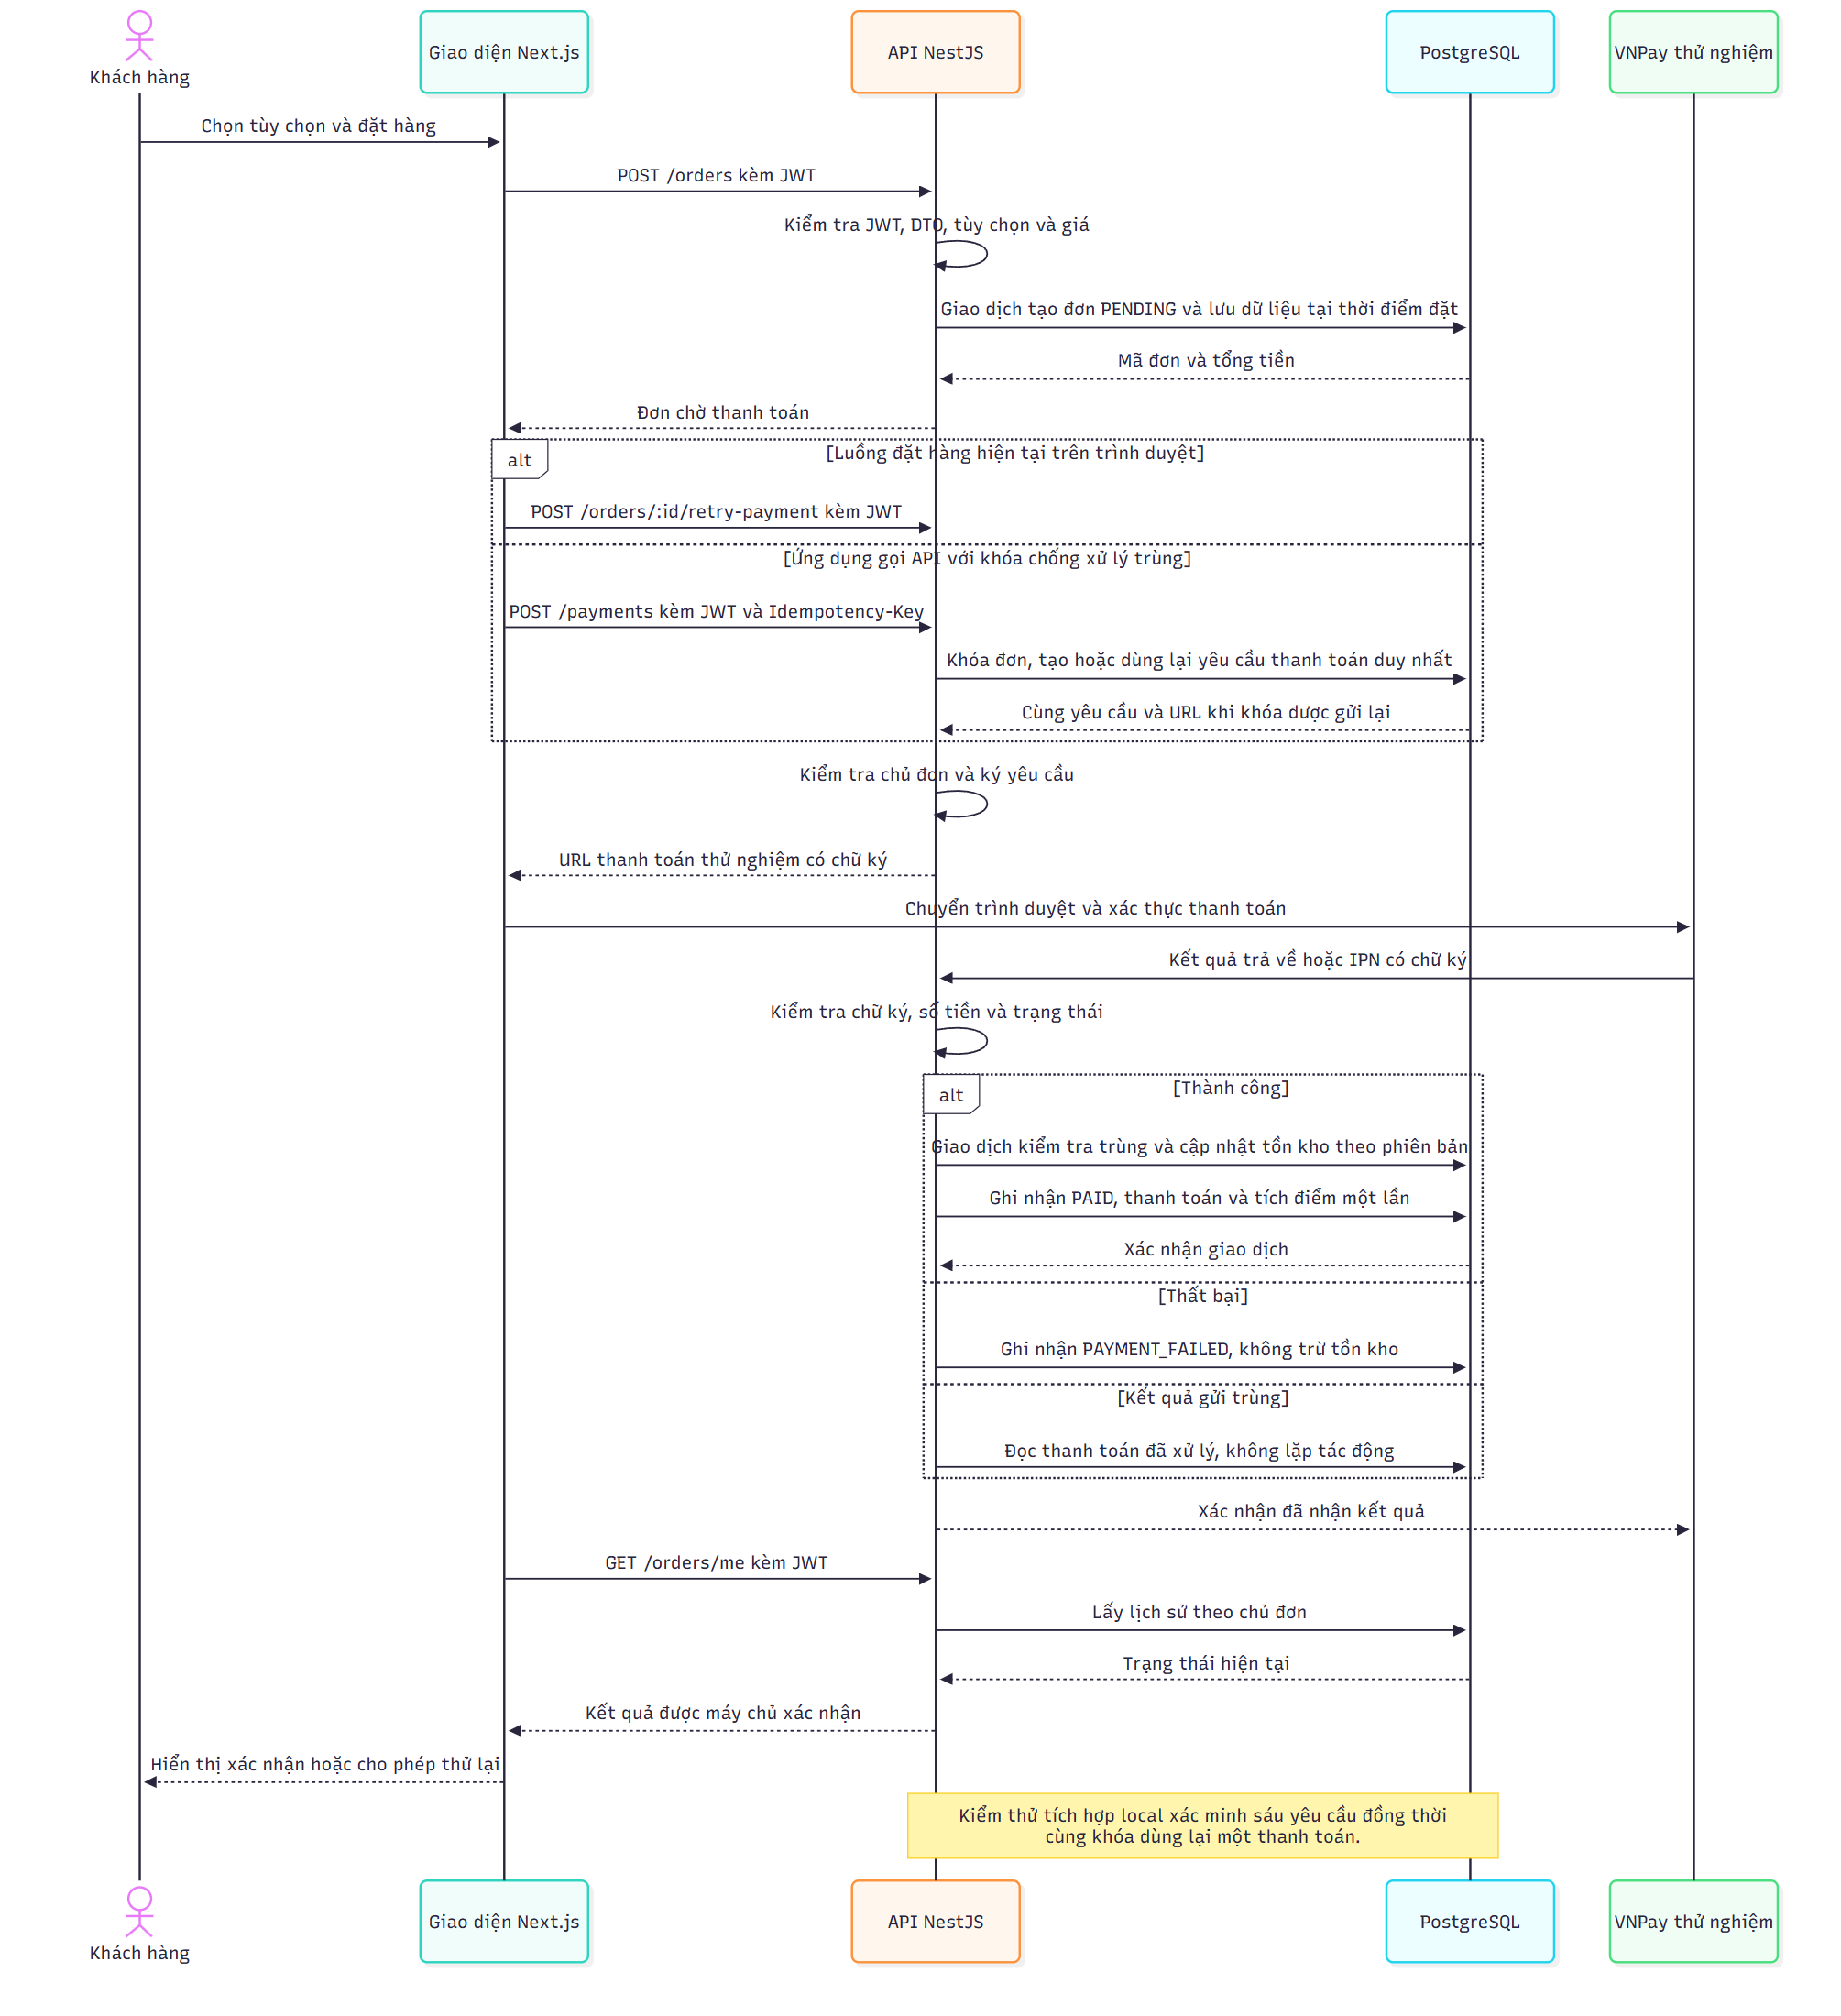 Khách hàng
Giao diện Next.js
API NestJS
PostgreSQL
VNPay thử nghiệm
Chọn tùy chọn và đặt hàng
POST /orders kèm JWT
Kiểm tra JWT, DTO, tùy chọn và giá
Giao dịch tạo đơn PENDING và lưu dữ liệu tại thời điểm đặt
Mã đơn và tổng tiền
Đơn chờ thanh toán
alt
[Luồng đặt hàng hiện tại trên trình duyệt]
POST /orders/:id/retry-payment kèm JWT
[Ứng dụng gọi API với khóa chống xử lý trùng]
POST /payments kèm JWT và Idempotency-Key
Khóa đơn, tạo hoặc dùng lại yêu cầu thanh toán duy nhất
Cùng yêu cầu và URL khi khóa được gửi lại
Kiểm tra chủ đơn và ký yêu cầu
URL thanh toán thử nghiệm có chữ ký
Chuyển trình duyệt và xác thực thanh toán
Kết quả trả về hoặc IPN có chữ ký
Kiểm tra chữ ký, số tiền và trạng thái
alt
[Thành công]
Giao dịch kiểm tra trùng và cập nhật tồn kho theo phiên bản
Ghi nhận PAID, thanh toán và tích điểm một lần
Xác nhận giao dịch
[Thất bại]
Ghi nhận PAYMENT_FAILED, không trừ tồn kho
[Kết quả gửi trùng]
Đọc thanh toán đã xử lý, không lặp tác động
Xác nhận đã nhận kết quả
GET /orders/me kèm JWT
Lấy lịch sử theo chủ đơn
Trạng thái hiện tại
Kết quả được máy chủ xác nhận
Hiển thị xác nhận hoặc cho phép thử lại
Kiểm thử tích hợp local xác minh sáu yêu cầu đồng thời
cùng khóa dùng lại một thanh toán.
Khách hàng
Giao diện Next.js
API NestJS
PostgreSQL
VNPay thử nghiệm